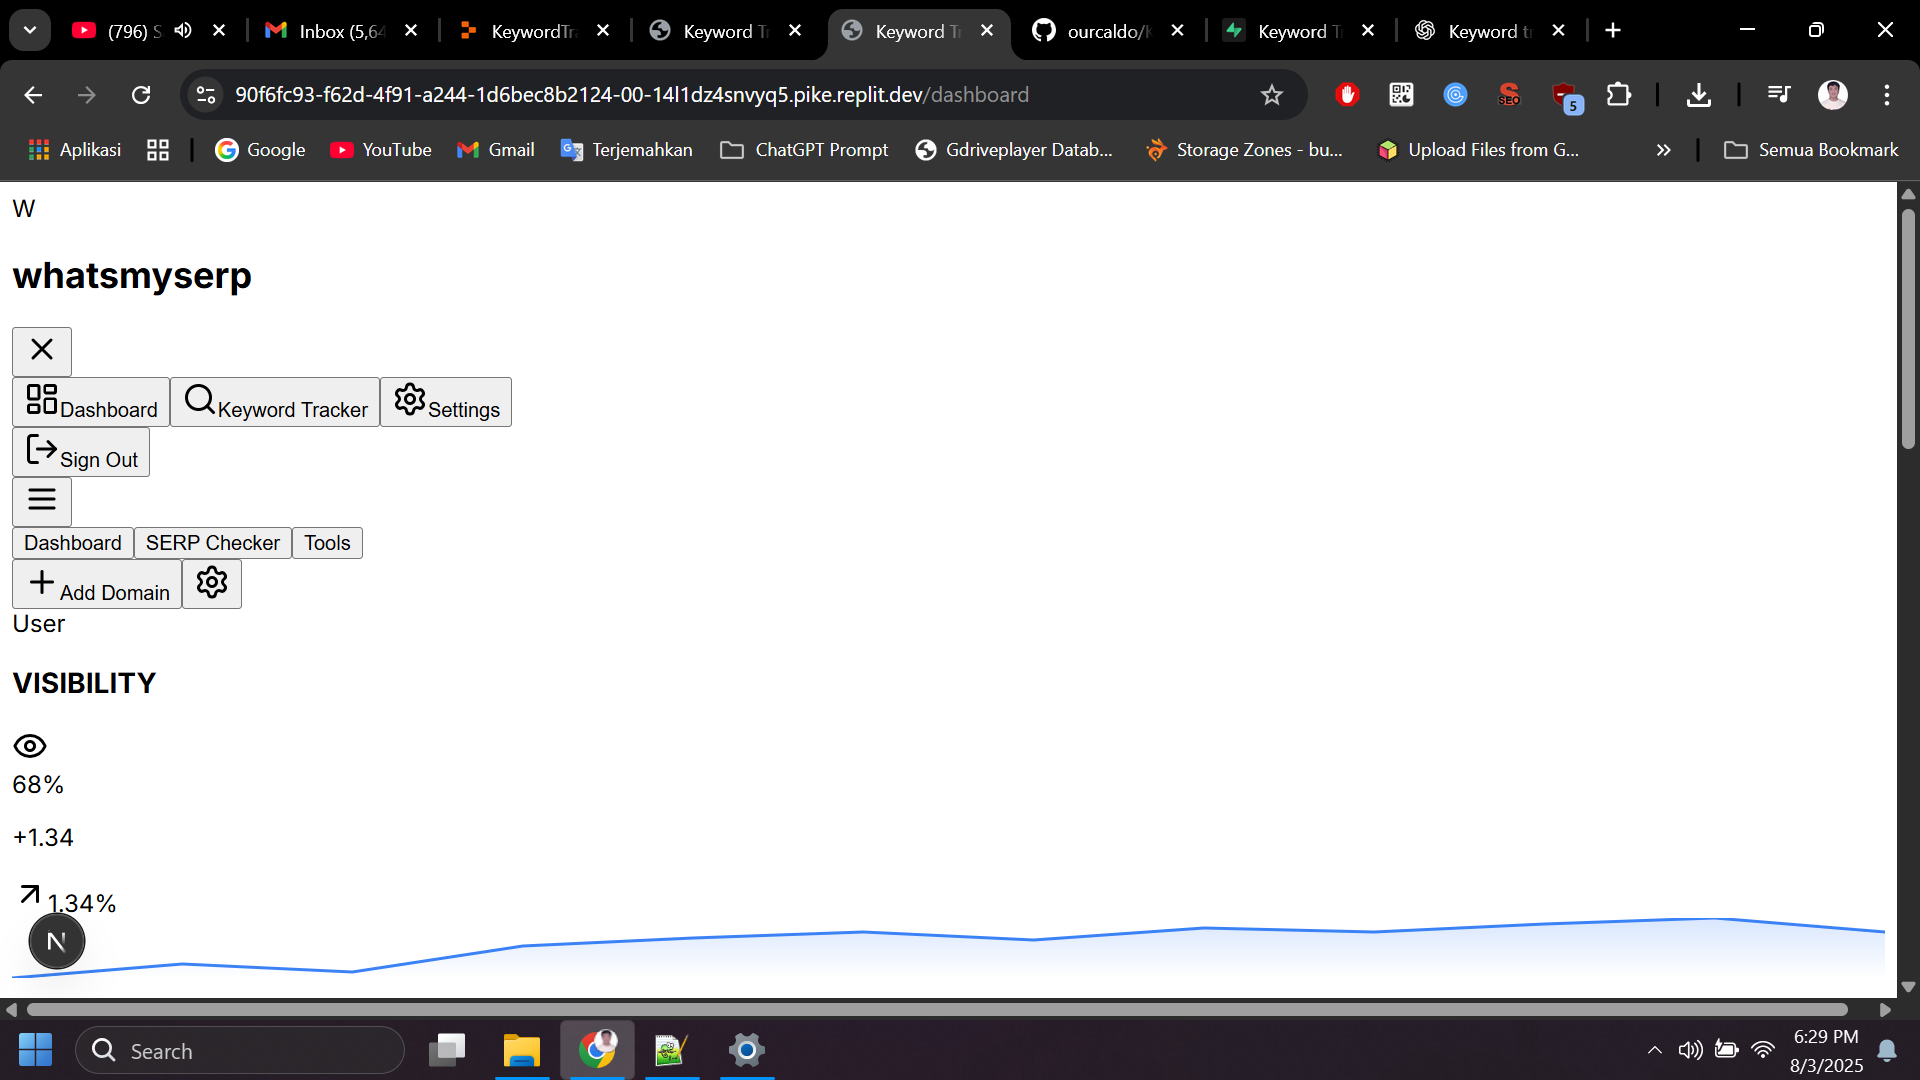 (796) S
Inbox (5,64
KeywordTr
Keyword T
Keyword T
ourcaldo/K
Keyword T
Keyword t
90f6fc93-f62d-4f91-a244-1d6bec8b2124-00-14l1dz4snvyq5.pike.replit.dev/dashboard
SEO
5
Aplikasi
Google
YouTube
Gmail
Terjemahkan
ChatGPT Prompt
Gdriveplayer Datab...
Storage Zones - bu...
Upload Files from G...
Semua Bookmark
W
whatsmyserp
Dashboard
Keyword Tracker
Settings
Sign Out
Dashboard
SERP Checker
Tools
Add Domain
User
VISIBILITY
68%
+1.34
1.34%
N
Search
6:29 PM
8/3/2025